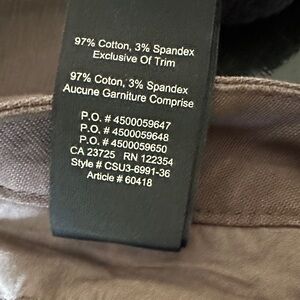 97% Cotton, 3% Spandex
Exclusive Of Trim
97% Coton, 3% Spandex
Aucune Garniture Comprise
P.O. # 4500059647
P.O. # 4500059648
P.O. # 4500059650
CA 23725 RN 122354
Style # CSU3-6991-36
Article # 60418